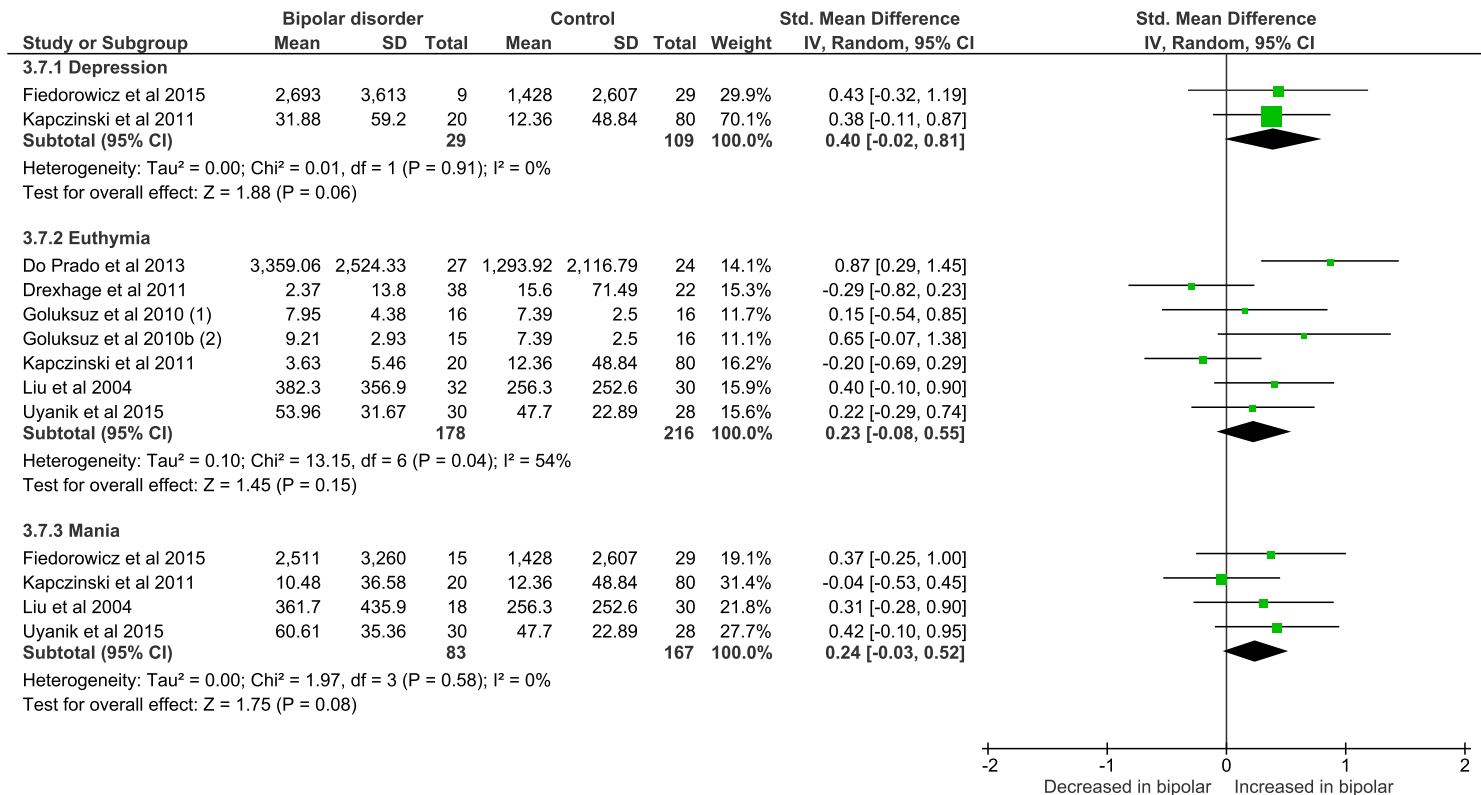 Bipolar disorder Control Std. Mean Difference Std. Mean Difference
Study or Subgroup Mean SD Total Mean SD Total Weight IV, Random, 95% CI IV, Random, 95% CI
3.7.1 Depression
Fiedorowicz et al 2015 2,693 3,613 9 1,428 2,607 29 29.9% 0.43 [-0.32, 1.19]
Kapczinski et al 2011 31.88 59.2 20 12.36 48.84 80 70.1% 0.38 [-0.11, 0.87]
Subtotal (95% CI) 29 109 100.0% 0.40 [-0.02, 0.81]
Heterogeneity: Tau² = 0.00; Chi² = 0.01, df = 1 (P = 0.91); I² = 0%
Test for overall effect: Z = 1.88 (P = 0.06)
3.7.2 Euthymia
Do Prado et al 2013 3,359.06 2,524.33 27 1,293.92 2,116.79 24 14.1% 0.87 [0.29, 1.45]
Drexhage et al 2011 2.37 13.8 38 15.6 71.49 22 15.3% -0.29 [-0.82, 0.23]
Goluksuz et al 2010 (1) 7.95 4.38 16 7.39 2.5 16 11.7% 0.15 [-0.54, 0.85]
Goluksuz et al 2010b (2) 9.21 2.93 15 7.39 2.5 16 11.1% 0.65 [-0.07, 1.38]
Kapczinski et al 2011 3.63 5.46 20 12.36 48.84 80 16.2% -0.20 [-0.69, 0.29]
Liu et al 2004 382.3 356.9 32 256.3 252.6 30 15.9% 0.40 [-0.10, 0.90]
Uyanik et al 2015 53.96 31.67 30 47.7 22.89 28 15.6% 0.22 [-0.29, 0.74]
Subtotal (95% CI) 178 216 100.0% 0.23 [-0.08, 0.55]
Heterogeneity: Tau² = 0.10; Chi² = 13.15, df = 6 (P = 0.04); I² = 54%
Test for overall effect: Z = 1.45 (P = 0.15)
3.7.3 Mania
Fiedorowicz et al 2015 2,511 3,260 15 1,428 2,607 29 19.1% 0.37 [-0.25, 1.00]
Kapczinski et al 2011 10.48 36.58 20 12.36 48.84 80 31.4% -0.04 [-0.53, 0.45]
Liu et al 2004 361.7 435.9 18 256.3 252.6 30 21.8% 0.31 [-0.28, 0.90]
Uyanik et al 2015 60.61 35.36 30 47.7 22.89 28 27.7% 0.42 [-0.10, 0.95]
Subtotal (95% CI) 83 167 100.0% 0.24 [-0.03, 0.52]
Heterogeneity: Tau² = 0.00; Chi² = 1.97, df = 3 (P = 0.58); I² = 0%
Test for overall effect: Z = 1.75 (P = 0.08)
-2 -1 0 1 2
Decreased in bipolar Increased in bipolar